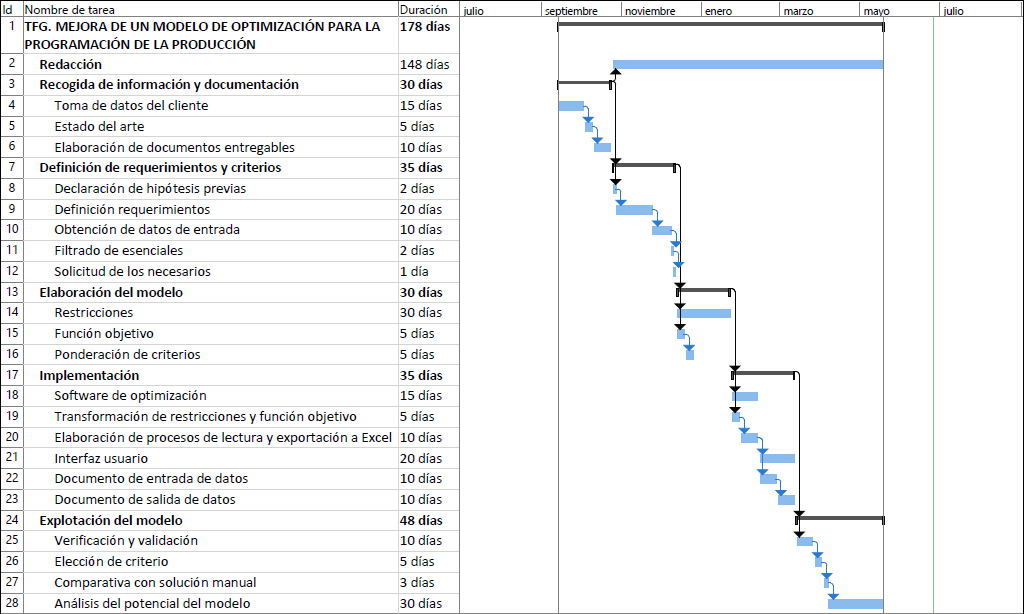 Id Nombre de tarea Duración julio septiembre noviembre enero marzo mayo julio
1 TFG. MEJORA DE UN MODELO DE OPTIMIZACIÓN PARA LA 178 días
PROGRAMACIÓN DE LA PRODUCCIÓN
2 Redacción 148 días
3 Recogida de información y documentación 30 días
4 Toma de datos del cliente 15 días
5 Estado del arte 5 días
6 Elaboración de documentos entregables 10 días
7 Definición de requerimientos y criterios 35 días
8 Declaración de hipótesis previas 2 días
9 Definición requerimientos 20 días
10 Obtención de datos de entrada 10 días
11 Filtrado de esenciales 2 días
12 Solicitud de los necesarios 1 día
13 Elaboración del modelo 30 días
14 Restricciones 30 días
15 Función objetivo 5 días
16 Ponderación de criterios 5 días
17 Implementación 35 días
18 Software de optimización 15 días
19 Transformación de restricciones y función objetivo 5 días
20 Elaboración de procesos de lectura y exportación a Excel 10 días
21 Interfaz usuario 20 días
22 Documento de entrada de datos 10 días
23 Documento de salida de datos 10 días
24 Explotación del modelo 48 días
25 Verificación y validación 10 días
26 Elección de criterio 5 días
27 Comparativa con solución manual 3 días
28 Análisis del potencial del modelo 30 días